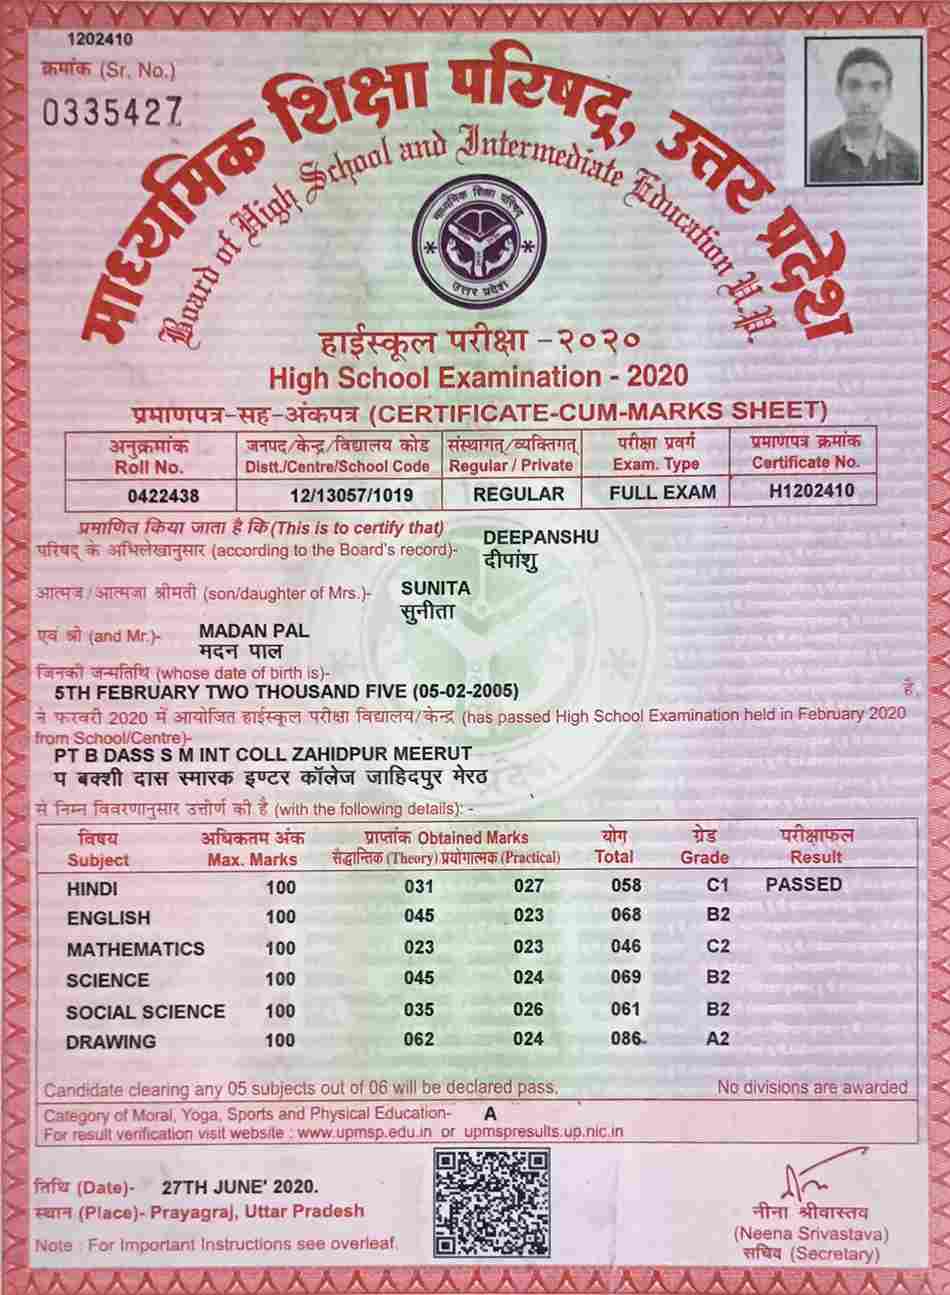 1202410
क्रमांक (Sr. No.)
0335427
माध्यमिक शिक्षा परिषद्, उत्तर प्रदेश
Board of High School and Intermediate Education U.P.
माध्यमिक शिक्षा परिषद्
उत्तर प्रदेश
हाईस्कूल परीक्षा - २०२०
High School Examination - 2020
प्रमाणपत्र-सह-अंकपत्र (CERTIFICATE-CUM-MARKS SHEET)
अनुक्रमांक जनपद/केन्द्र/विद्यालय कोड संस्थागत/व्यक्तिगत परीक्षा प्रवर्ग प्रमाणपत्र क्रमांक
Roll No. Distt./Centre/School Code Regular / Private Exam. Type Certificate No.
0422438 12/13057/1019 REGULAR FULL EXAM H1202410
प्रमाणित किया जाता है कि (This is to certify that)
परिषद् के अभिलेखानुसार (according to the Board's record)- DEEPANSHU
दीपांशु
आत्मज/आत्मजा श्रीमती (son/daughter of Mrs.)- SUNITA
सुनीता
एवं श्री (and Mr.)- MADAN PAL
मदन पाल
जिनकी जन्मतिथि (whose date of birth is)-
5TH FEBRUARY TWO THOUSAND FIVE (05-02-2005) है,
ने फरवरी 2020 में आयोजित हाईस्कूल परीक्षा विद्यालय/केन्द्र (has passed High School Examination held in February 2020
from School/Centre)-
PT B DASS S M INT COLL ZAHIDPUR MEERUT
प बक्शी दास स्मारक इण्टर कॉलेज जाहिदपुर मेरठ
से निम्न विवरणानुसार उत्तीर्ण की है (with the following details): -
विषय अधिकतम अंक प्राप्तांक Obtained Marks योग ग्रेड परीक्षाफल
Subject Max. Marks सैद्धान्तिक (Theory) प्रयोगात्मक (Practical) Total Grade Result
HINDI 100 031 027 058 C1 PASSED
ENGLISH 100 045 023 068 B2
MATHEMATICS 100 023 023 046 C2
SCIENCE 100 045 024 069 B2
SOCIAL SCIENCE 100 035 026 061 B2
DRAWING 100 062 024 086 A2
Candidate clearing any 05 subjects out of 06 will be declared pass. No divisions are awarded
Category of Moral, Yoga, Sports and Physical Education- A
For result verification visit website : www.upmsp.edu.in or upmspresults.up.nic.in
तिथि (Date)- 27TH JUNE' 2020.
स्थान (Place)- Prayagraj, Uttar Pradesh
Note : For Important Instructions see overleaf.
नीना श्रीवास्तव
(Neena Srivastava)
सचिव (Secretary)